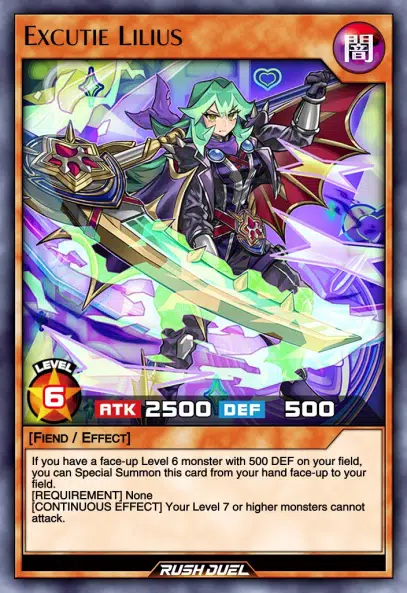 Excutie Lilius
闇
LEVEL
6
ATK 2500 DEF 500
[Fiend / Effect]
If you have a face-up Level 6 monster with 500 DEF on your field,
you can Special Summon this card from your hand face-up to your
field.
[REQUIREMENT] None
[CONTINUOUS EFFECT] Your Level 7 or higher monsters cannot
attack.
RUSH DUEL